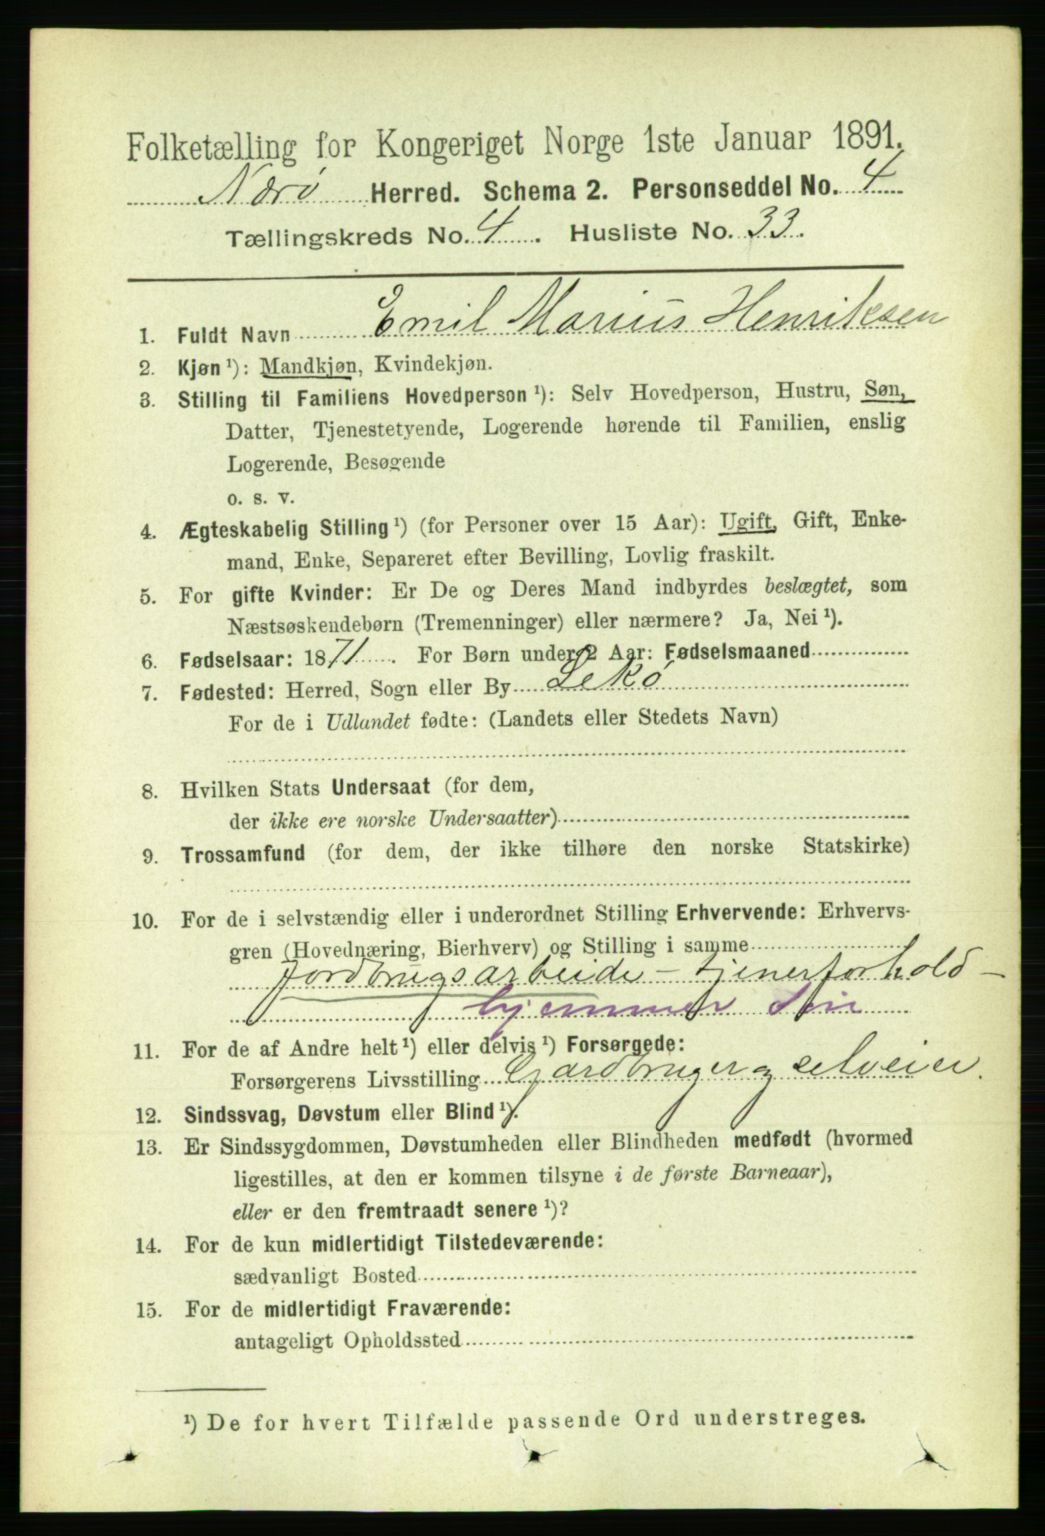 Folketælling for Kongeriget Norge 1ste Januar 1891.
Nærö Herred. Schema 2. Personseddel No. 4
Tællingskreds No. 4. Husliste No. 33.
1. Fuldt Navn Emil Marius Henriksen
2. Kjøn ¹): Mandkjøn, Kvindekjøn.
3. Stilling til Familiens Hovedperson ¹): Selv Hovedperson, Hustru, Søn,
Datter, Tjenestetyende, Logerende hørende til Familien, enslig
Logerende, Besøgende
o. s. v.
4. Ægteskabelig Stilling ¹) (for Personer over 15 Aar): Ugift, Gift, Enke-
mand, Enke, Separeret efter Bevilling, Lovlig fraskilt.
5. For gifte Kvinder: Er De og Deres Mand indbyrdes beslægtet, som
Næstsøskendebørn (Tremenninger) eller nærmere? Ja, Nei ¹).
6. Fødselsaar: 1871. For Børn under 2 Aar: Fødselsmaaned
7. Fødested: Herred, Sogn eller By Lekö
For de i Udlandet fødte: (Landets eller Stedets Navn)
8. Hvilken Stats Undersaat (for dem,
der ikke ere norske Undersaatter)
9. Trossamfund (for dem, der ikke tilhøre den norske Statskirke)
10. For de i selvstændig eller i underordnet Stilling Erhvervende: Erhvervs-
gren (Hovednæring, Bierhverv) og Stilling i samme
Jordbrugsarbeide – tjenerforhold –
hjemmev. Søn
11. For de af Andre helt ¹) eller delvis ¹) Forsørgede:
Forsørgerens Livsstilling Gaardbruger og selveier.
12. Sindssvag, Døvstum eller Blind ¹).
13. Er Sindssygdommen, Døvstumheden eller Blindheden medfødt (hvormed
ligestilles, at den er kommen tilsyne i de første Barneaar),
eller er den fremtraadt senere ¹)?
14. For de kun midlertidigt Tilstedeværende:
sædvanligt Bosted
15. For de midlertidigt Fraværende:
antageligt Opholdssted
¹) De for hvert Tilfælde passende Ord understreges.